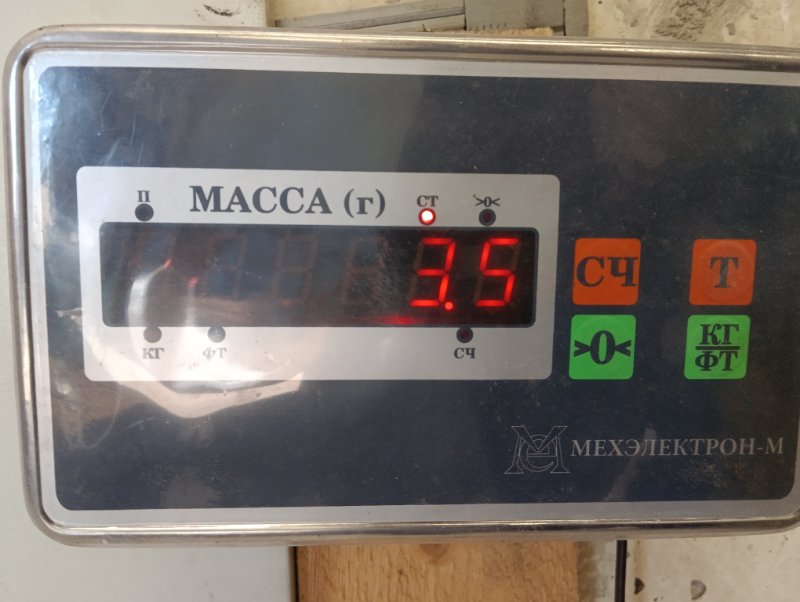 П МАССА (г) СТ >0<
3.5
КГ ФТ СЧ
СЧ Т
>0< КГ
ФТ
МЕХЭЛЕКТРОН-М